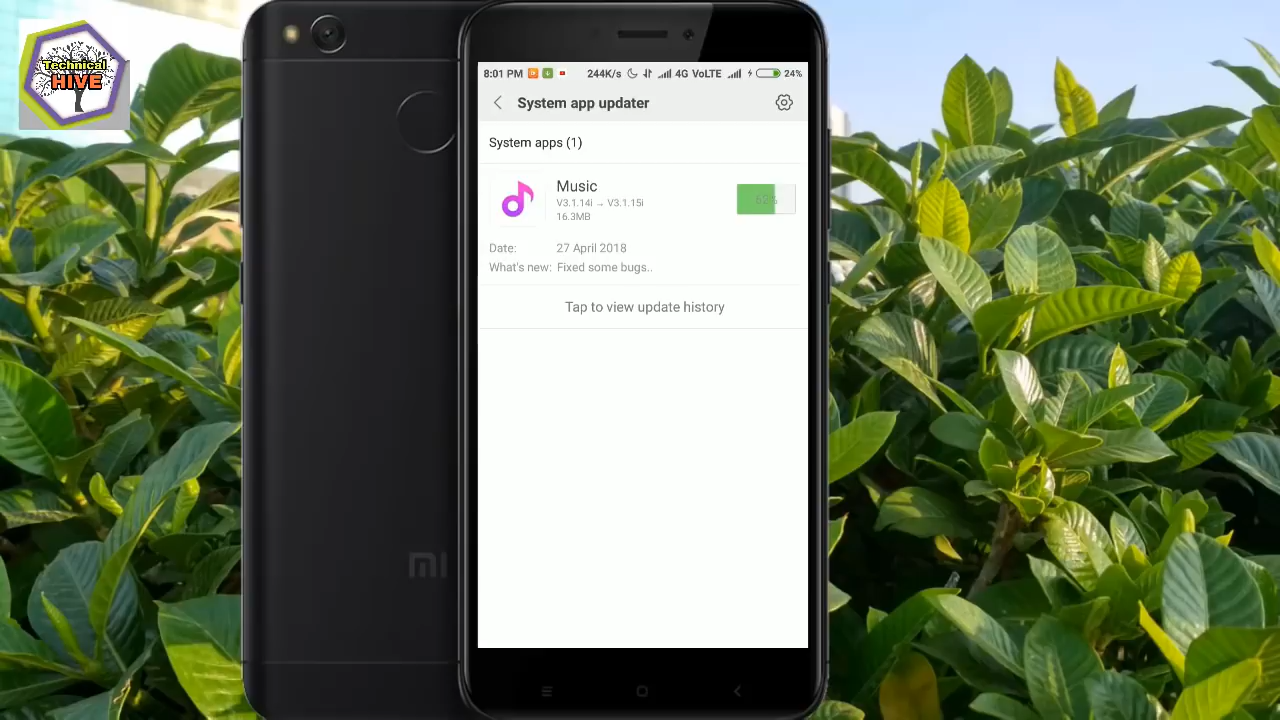 Technical
HIVE
8:01 PM 244K/s 4G VoLTE 24%
System app updater
System apps (1)
Music
V3.1.14i → V3.1.15i
16.3MB
62%
Date: 27 April 2018
What's new: Fixed some bugs..
Tap to view update history
MI